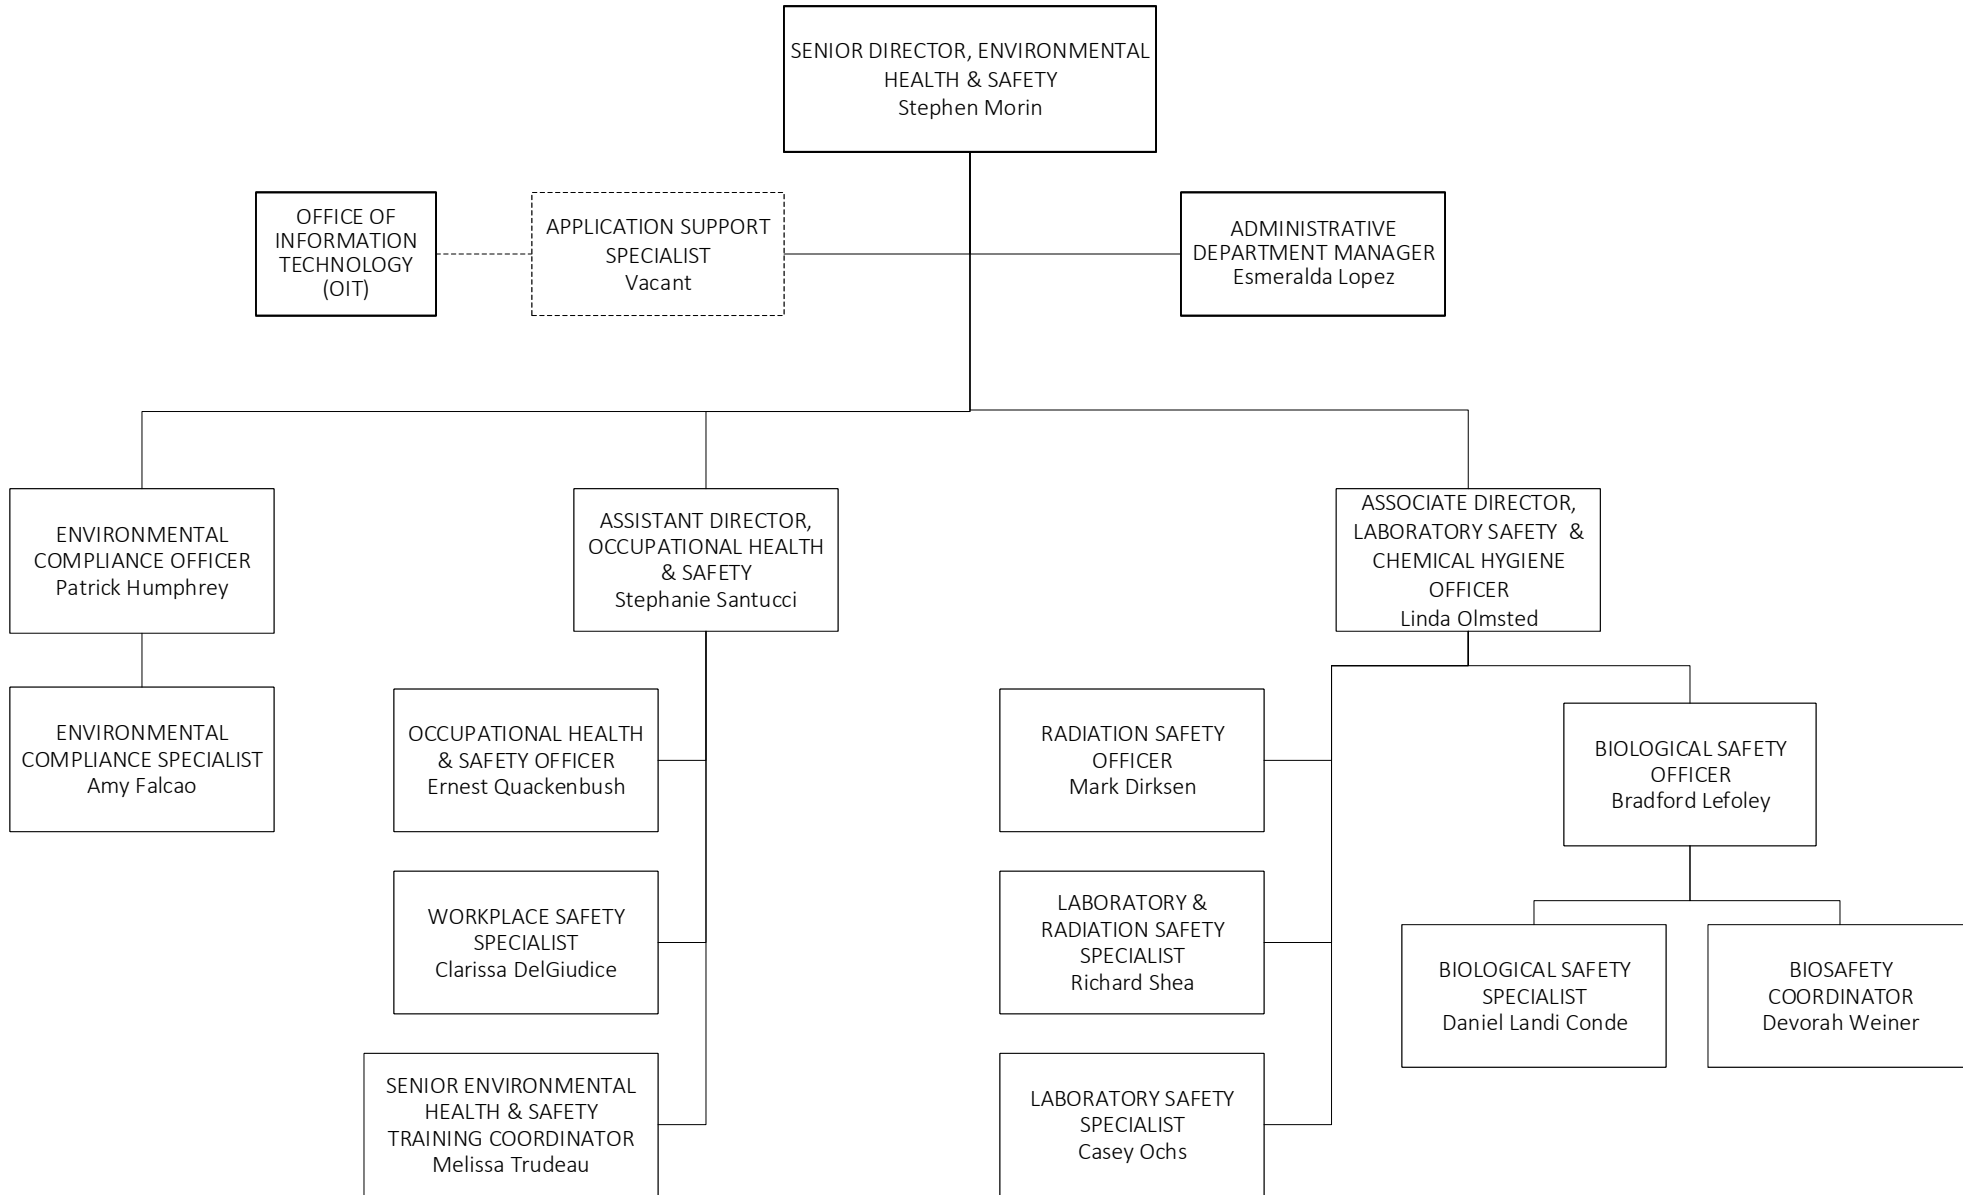 SENIOR DIRECTOR, ENVIRONMENTAL
HEALTH & SAFETY
Stephen Morin
OFFICE OF
INFORMATION
TECHNOLOGY
(OIT)
APPLICATION SUPPORT
SPECIALIST
Vacant
ADMINISTRATIVE
DEPARTMENT MANAGER
Esmeralda Lopez
ENVIRONMENTAL
COMPLIANCE OFFICER
Patrick Humphrey
ASSISTANT DIRECTOR,
OCCUPATIONAL HEALTH
& SAFETY
Stephanie Santucci
ASSOCIATE DIRECTOR,
LABORATORY SAFETY &
CHEMICAL HYGIENE
OFFICER
Linda Olmsted
ENVIRONMENTAL
COMPLIANCE SPECIALIST
Amy Falcao
OCCUPATIONAL HEALTH
& SAFETY OFFICER
Ernest Quackenbush
RADIATION SAFETY
OFFICER
Mark Dirksen
BIOLOGICAL SAFETY
OFFICER
Bradford Lefoley
WORKPLACE SAFETY
SPECIALIST
Clarissa DelGiudice
LABORATORY &
RADIATION SAFETY
SPECIALIST
Richard Shea
BIOLOGICAL SAFETY
SPECIALIST
Daniel Landi Conde
BIOSAFETY
COORDINATOR
Devorah Weiner
SENIOR ENVIRONMENTAL
HEALTH & SAFETY
TRAINING COORDINATOR
Melissa Trudeau
LABORATORY SAFETY
SPECIALIST
Casey Ochs